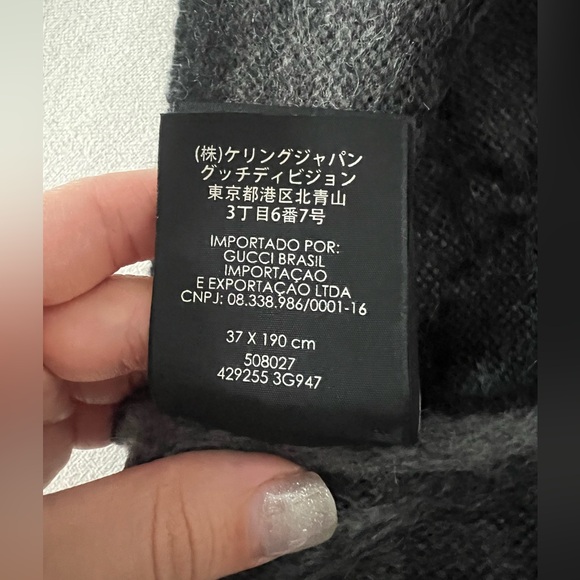 (株)ケリングジャパン
グッチディビジョン
東京都港区北青山
3丁目6番7号
IMPORTADO POR:
GUCCI BRASIL
IMPORTAÇAO
E EXPORTAÇAO LTDA
CNPJ: 08.338.986/0001-16
37 X 190 cm
508027
429255 3G947